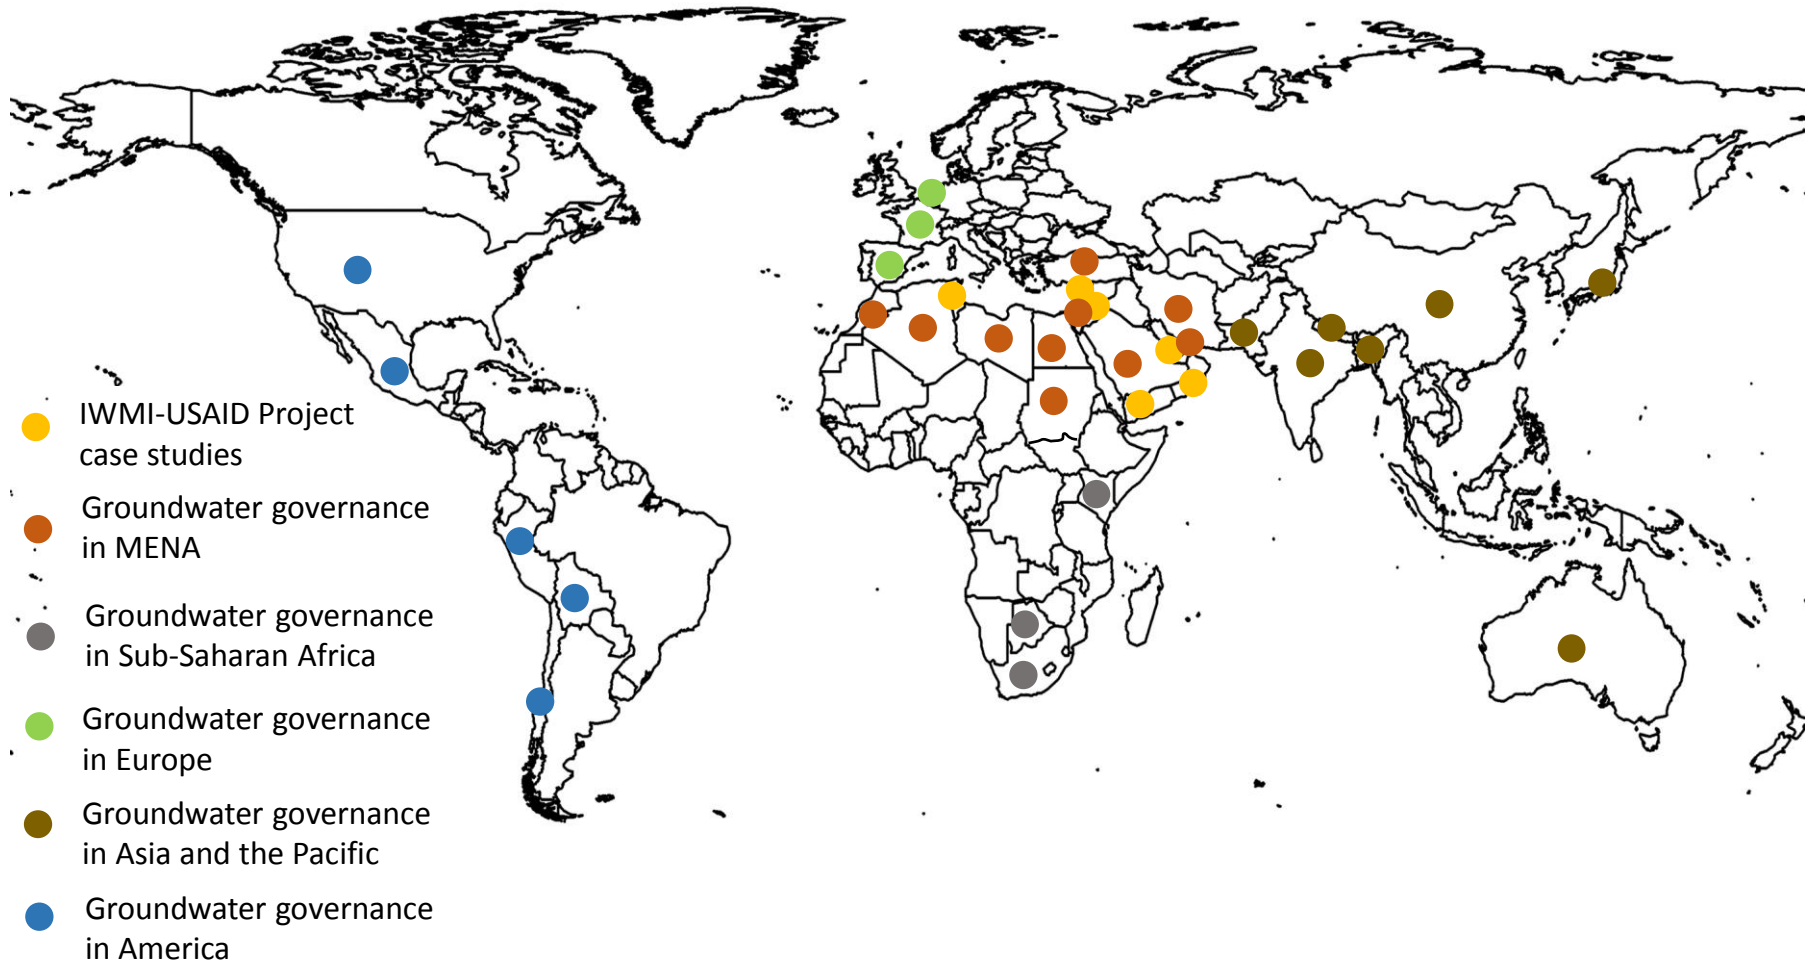 IWMI-USAID Project
case studies
Groundwater governance
in MENA
Groundwater governance
in Sub-Saharan Africa
Groundwater governance
in Europe
Groundwater governance
in Asia and the Pacific
Groundwater governance
in America